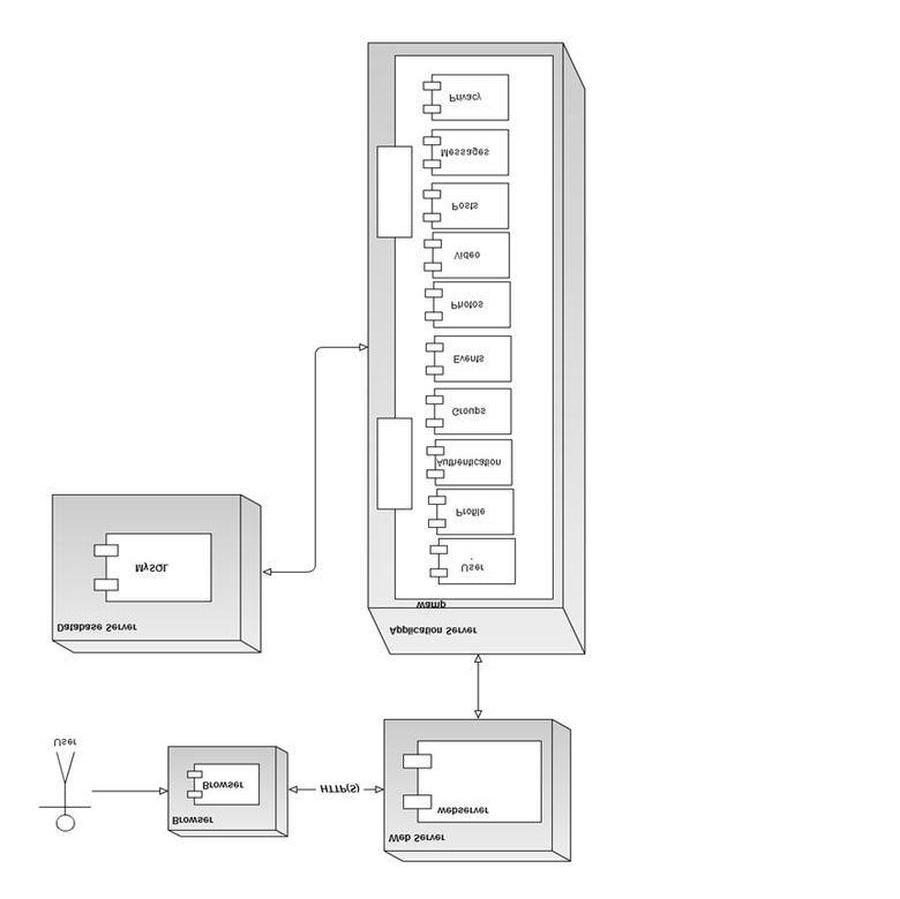 Web Server
Browser
webserver
HTTP(S)
Browser
User
Application Server
Database Server
wamp
MySQL
User
Profile
Authentication
Groups
Events
Photos
Video
Posts
Messages
Privacy